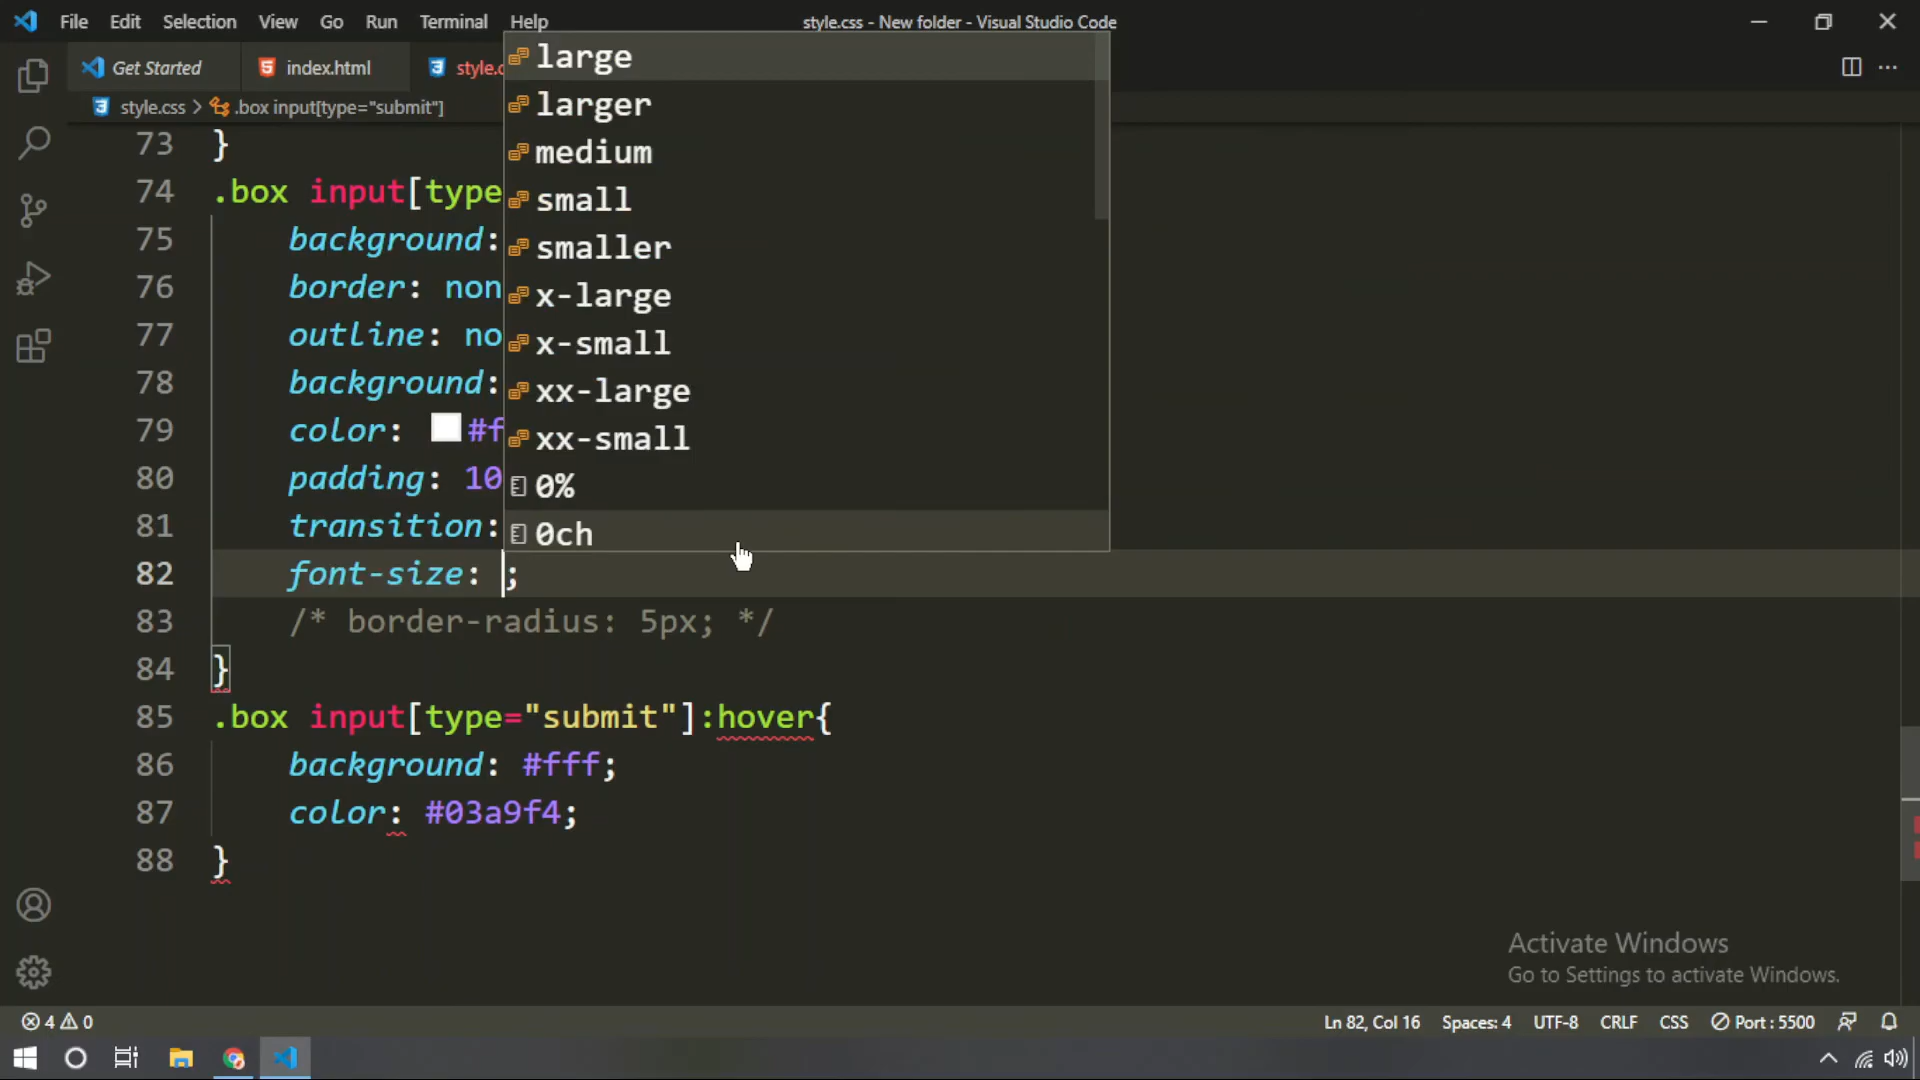 File Edit Selection View Go Run Terminal Help style.css - New folder - Visual Studio Code
Get Started index.html style.c
style.css > .box input[type="submit"]
large
larger
medium
small
smaller
x-large
x-small
xx-large
xx-small
0%
0ch
73 }
74 .box input[type
75 background:
76 border: non
77 outline: no
78 background:
79 color: #f
80 padding: 10
81 transition:
82 font-size: ;
83 /* border-radius: 5px; */
84 }
85 .box input[type="submit"]:hover{
86 background: #fff;
87 color: #03a9f4;
88 }
Activate Windows
Go to Settings to activate Windows.
4 0 Ln 82, Col 16 Spaces: 4 UTF-8 CRLF CSS Port : 5500